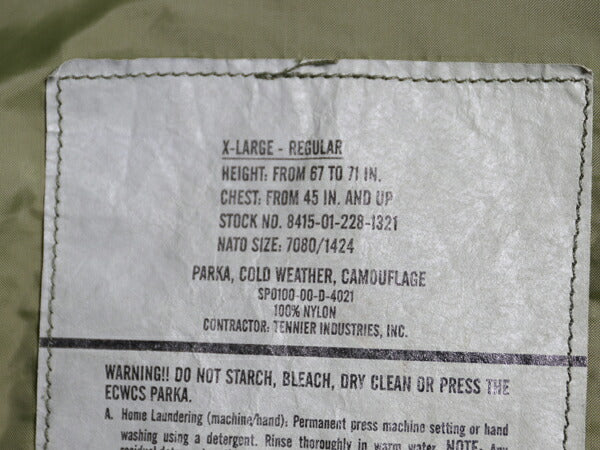 X-LARGE - REGULAR
HEIGHT: FROM 67 TO 71 IN.
CHEST: FROM 45 IN. AND UP
STOCK NO. 8415-01-228-1321
NATO SIZE: 7080/1424
PARKA, COLD WEATHER, CAMOUFLAGE
SP0100-00-D-4021
100% NYLON
CONTRACTOR: TENNIER INDUSTRIES, INC.
WARNING!! DO NOT STARCH, BLEACH, DRY CLEAN OR PRESS THE
ECWCS PARKA.
A. Home Laundering (machine/hand): Permanent press machine setting or hand
washing using a detergent. Rinse thoroughly in warm water. NOTE: Any